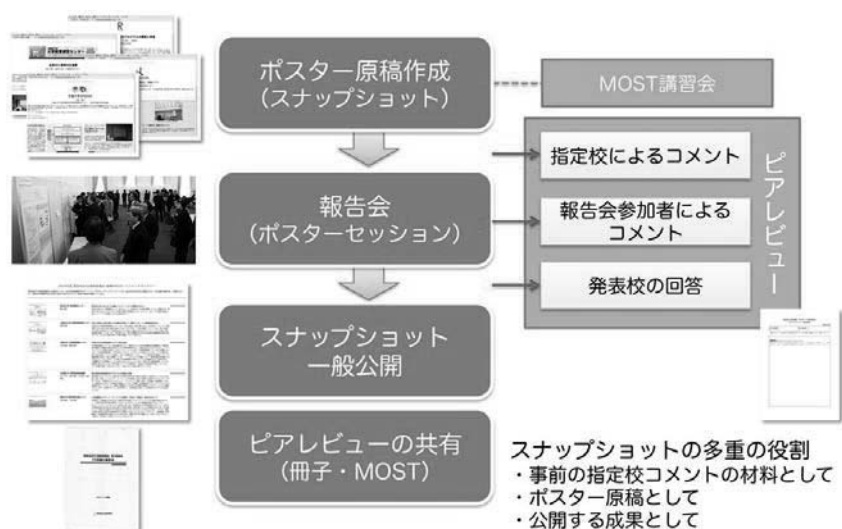 ポスター原稿作成
(スナップショット)
MOST講習会
指定校によるコメント
報告会
(ポスターセッション)
報告会参加者による
コメント
発表校の回答
ピアレビュー
スナップショット
一般公開
ピアレビューの共有
(冊子・MOST)
スナップショットの多重の役割
・事前の指定校コメントの材料として
・ポスター原稿として
・公開する成果として